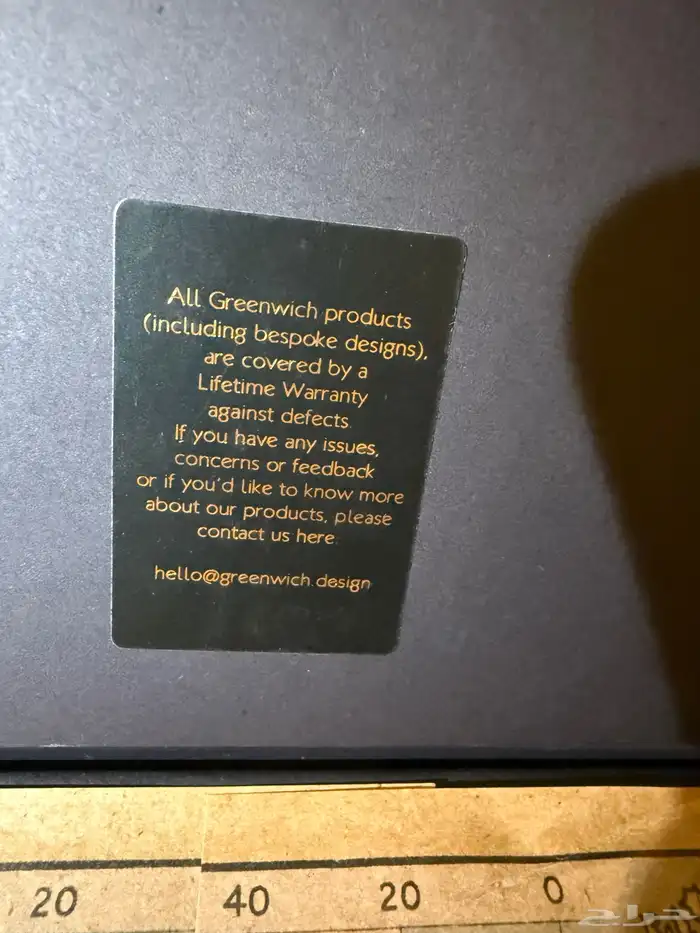 All Greenwich products
(including bespoke designs),
are covered by a
Lifetime Warranty
against defects.
If you have any issues,
concerns or feedback
or if you'd like to know more
about our products, please
contact us here.
hello@greenwich.design
20 40 20 0
حراج